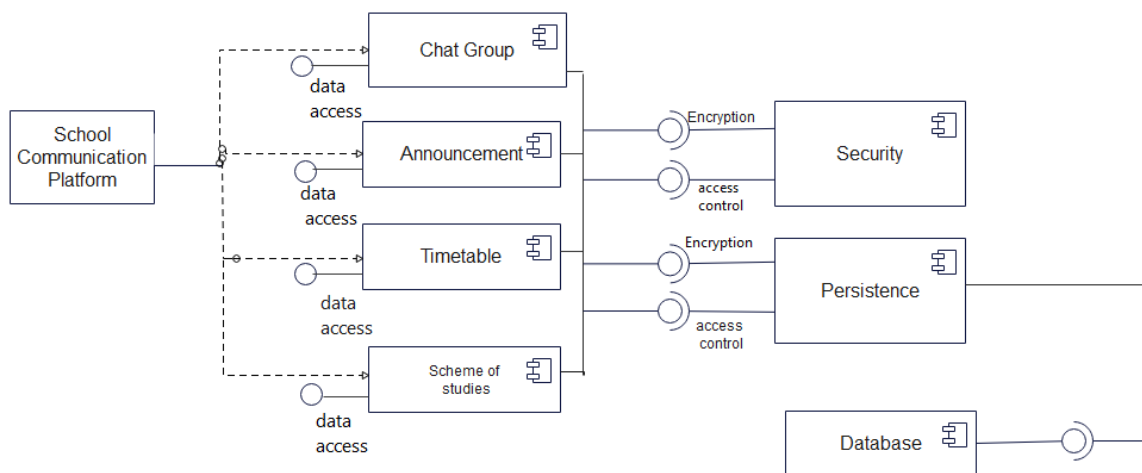 Chat Group
data
access
School
Communication
Platform
Announcement
data
access
Timetable
data
access
Scheme of
studies
data
access
Encryption
Security
access
control
Encryption
Persistence
access
control
Database